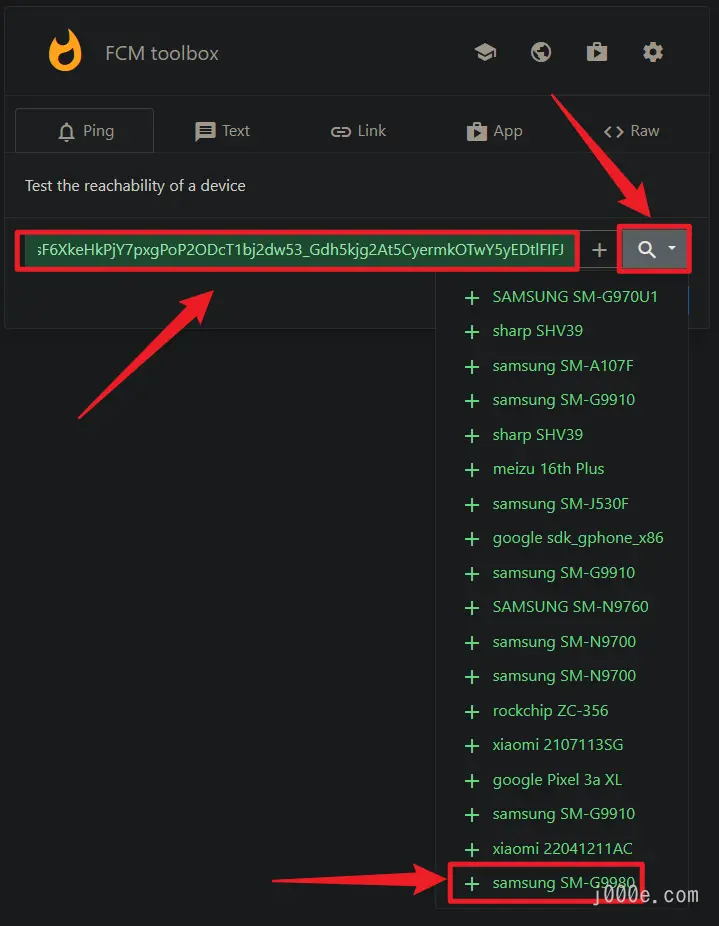 FCM toolbox
Ping
Text
Link
App
Raw
Test the reachability of a device
F6XkeHkPjY7pxgPoP2ODcT1bj2dw53_Gdh5kjg2At5CyermkOTwY5yEDtlFIFJ
SAMSUNG SM-G970U1
sharp SHV39
samsung SM-A107F
samsung SM-G9910
sharp SHV39
meizu 16th Plus
samsung SM-J530F
google sdk_gphone_x86
samsung SM-G9910
SAMSUNG SM-N9760
samsung SM-N9700
samsung SM-N9700
rockchip ZC-356
xiaomi 2107113SG
google Pixel 3a XL
samsung SM-G9910
xiaomi 22041211AC
samsung SM-G9980
j000e.com